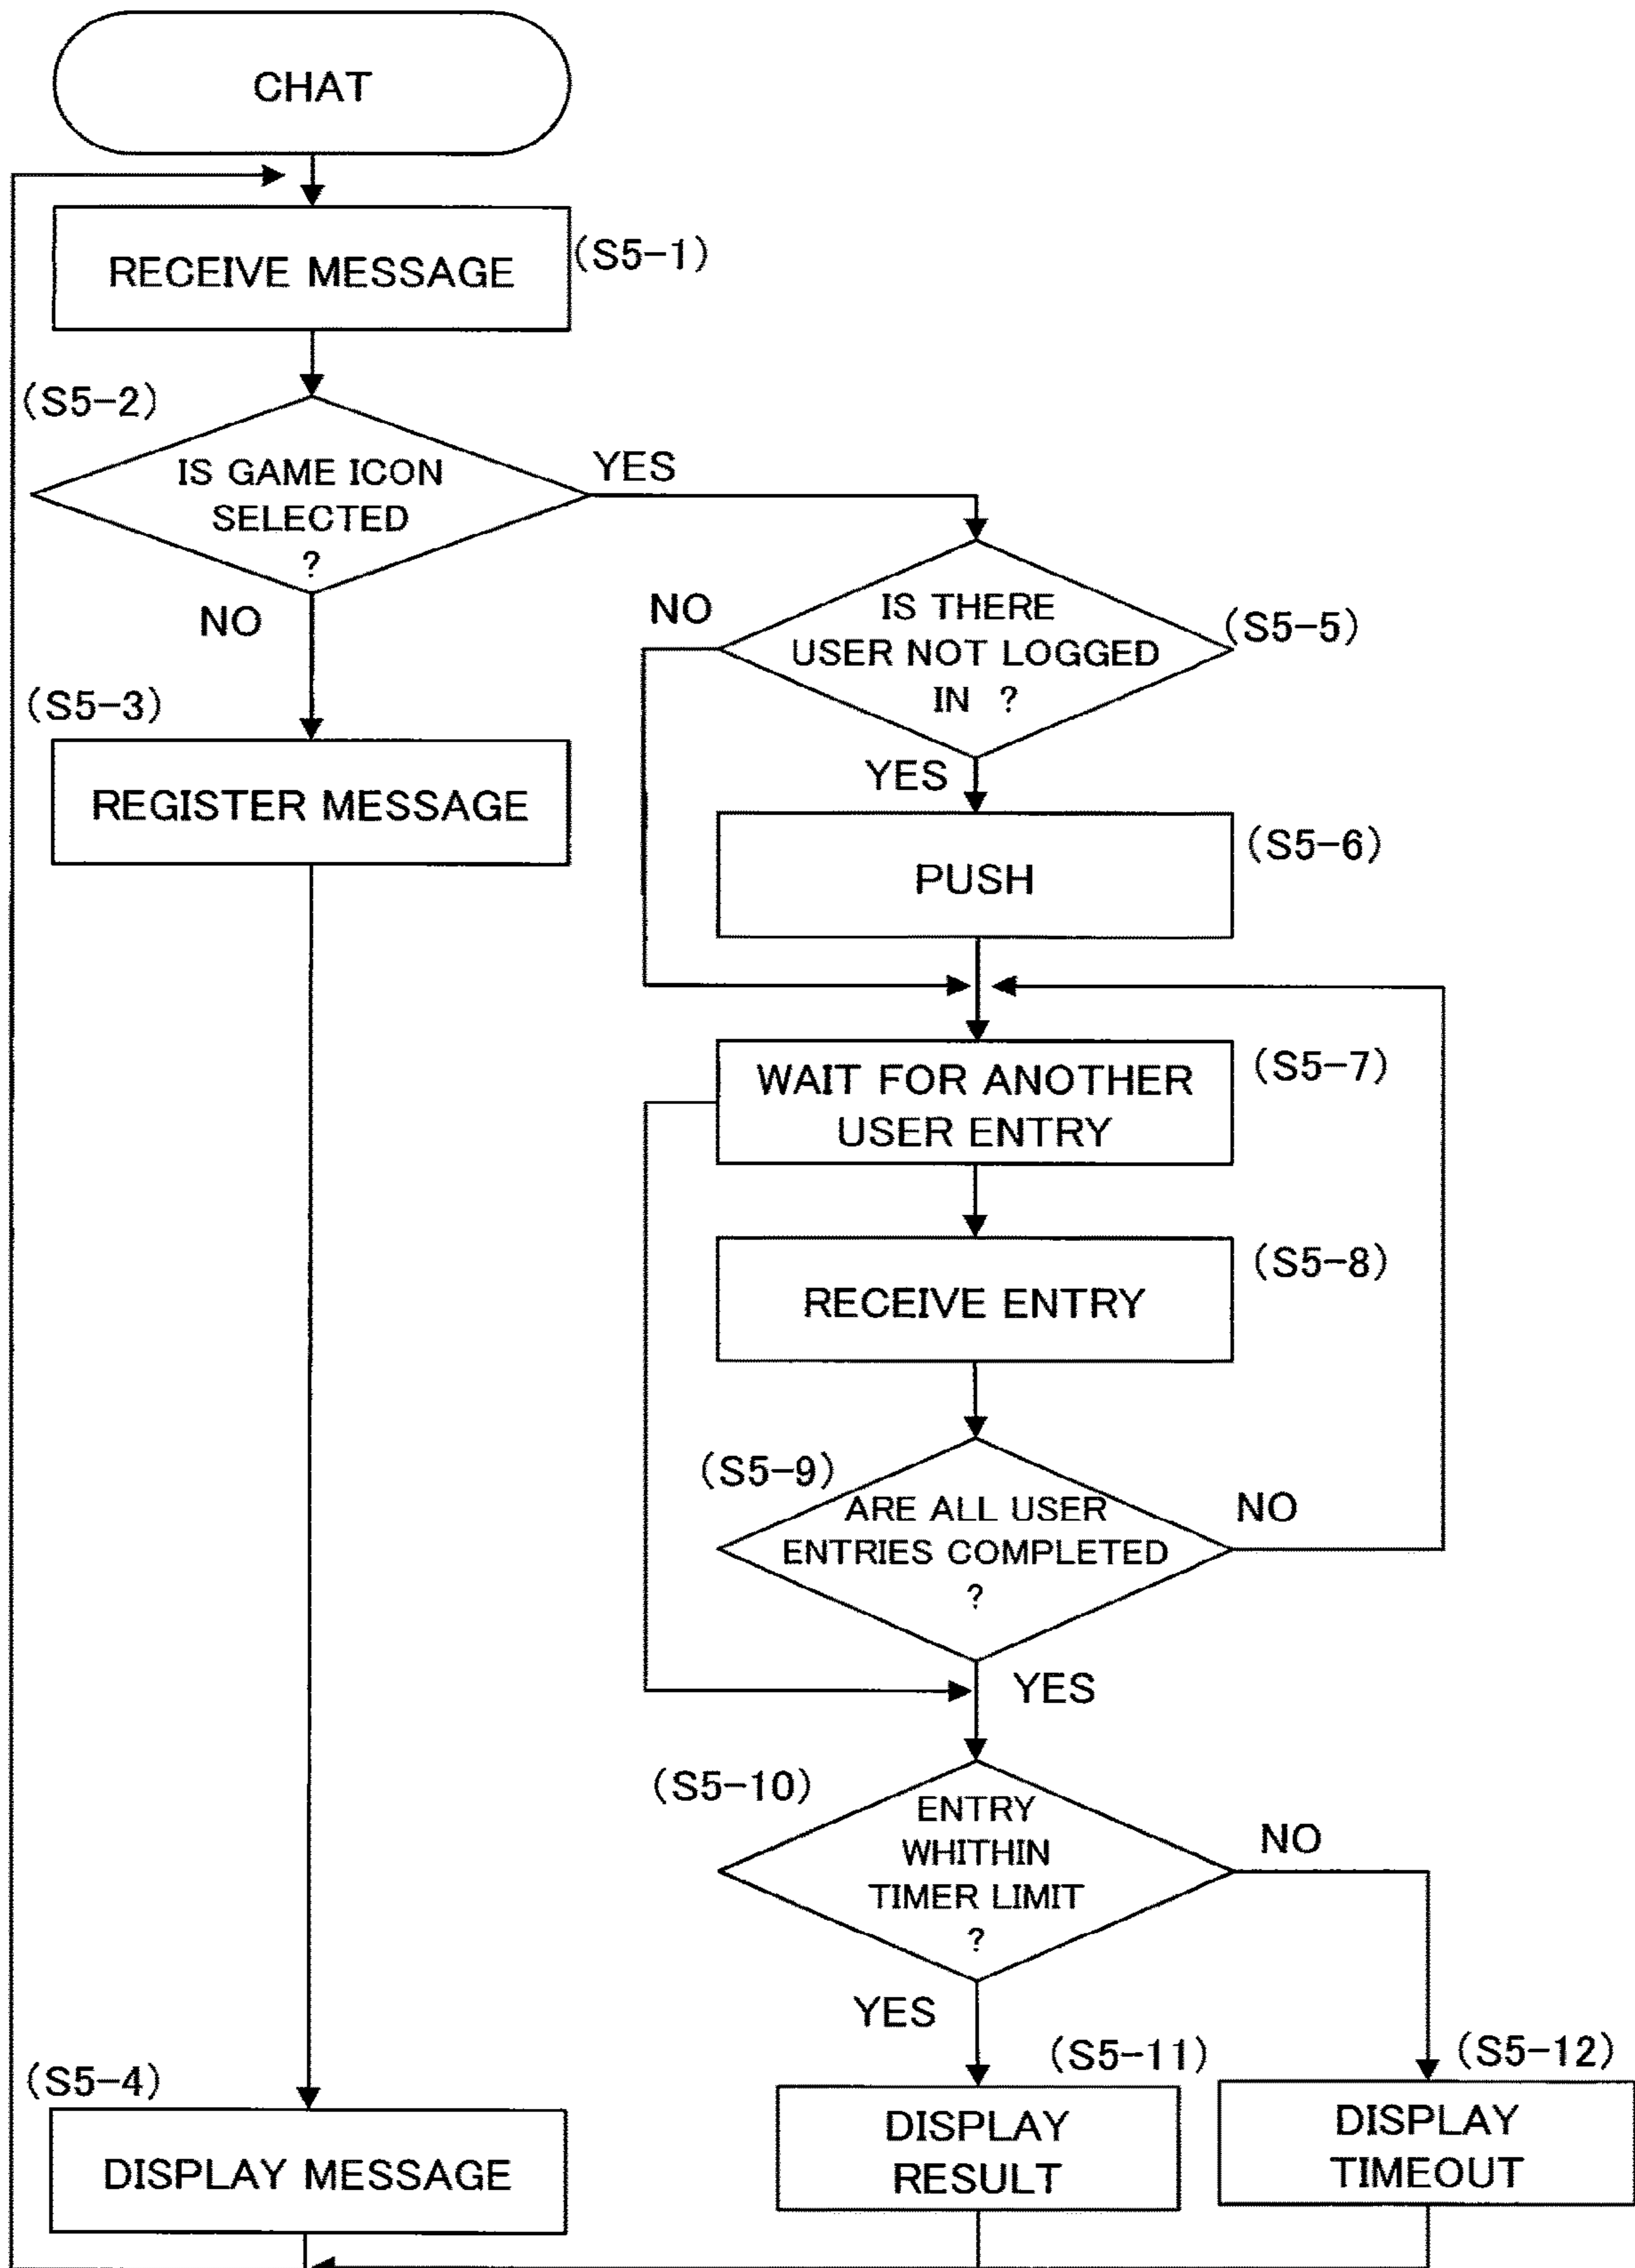 CHAT
RECEIVE MESSAGE
(S5-1)
(S5-2)
IS GAME ICON
SELECTED
?
YES
NO
IS THERE
USER NOT LOGGED
IN ?
(S5-5)
NO
YES
(S5-3)
REGISTER MESSAGE
PUSH
(S5-6)
WAIT FOR ANOTHER
USER ENTRY
(S5-7)
RECEIVE ENTRY
(S5-8)
(S5-9)
ARE ALL USER
ENTRIES COMPLETED
?
NO
YES
(S5-10)
ENTRY
WHITHIN
TIMER LIMIT
?
NO
YES
(S5-4)
DISPLAY MESSAGE
(S5-11)
DISPLAY
RESULT
(S5-12)
DISPLAY
TIMEOUT